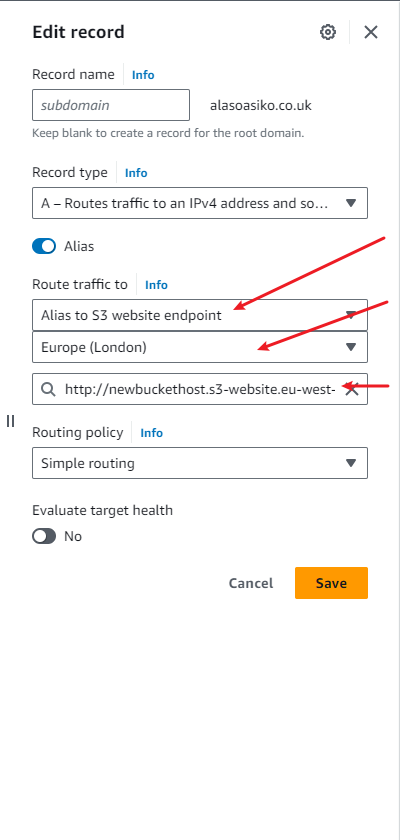 Edit record
Record name Info
subdomain alasoasiko.co.uk
Keep blank to create a record for the root domain.
Record type Info
A – Routes traffic to an IPv4 address and so...
Alias
Route traffic to Info
Alias to S3 website endpoint
Europe (London)
http://newbuckethost.s3-website.eu-west-
Routing policy Info
Simple routing
Evaluate target health
No
Cancel Save